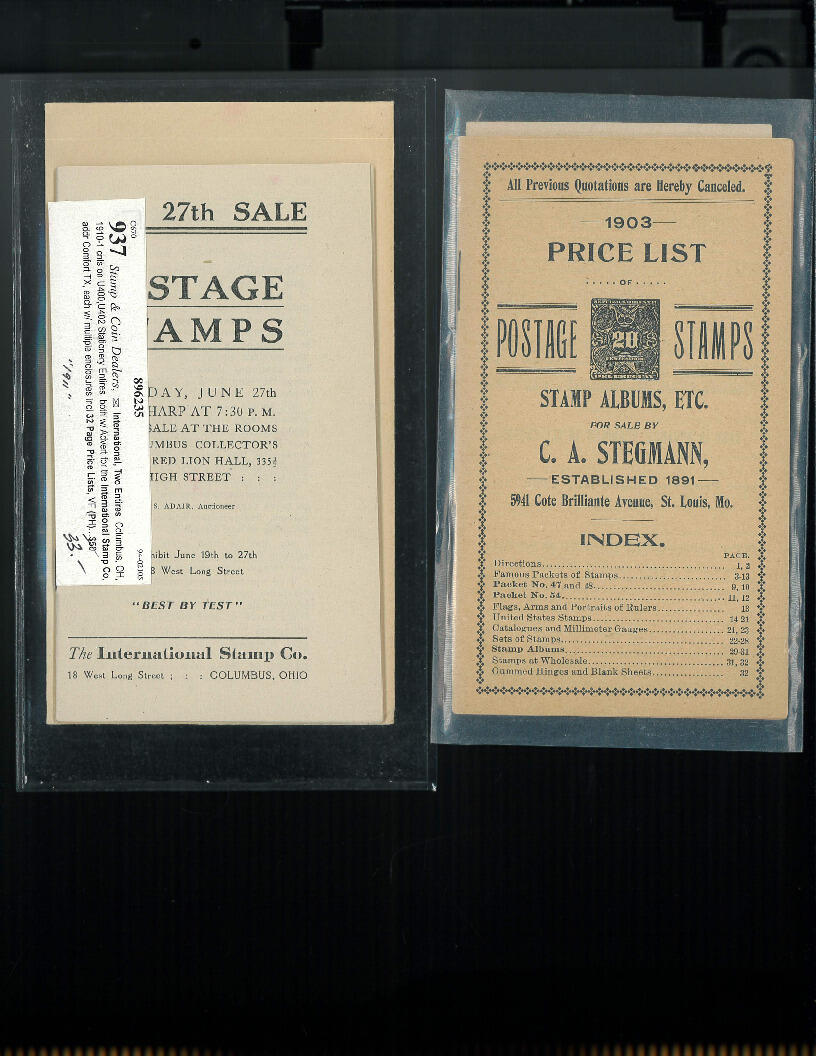 27th SALE
STAGE
AMPS
DAY, JUNE 27th
HARP AT 7:30 P. M.
SALE AT THE ROOMS
UMBUS COLLECTOR'S
RED LION HALL, 335½
HIGH STREET : : :
S. ADAIR, Auctioneer
hibit June 19th to 27th
8 West Long Street
"BEST BY TEST"
The International Stamp Co.
18 West Long Street ; : : COLUMBUS, OHIO
C670
896235
937 Stamp & Coin Dealers, ✉ International, Two Entires Columbus, OH,
1910-1 cnls on U400,U402 Stationery Entires both w/ Advert for the International Stamp Co,
addr Comfort TX, each w/ multiple enclosures incl 32 Page Price Lists, VF (PH). $50
"1911"
33.-
All Previous Quotations are Hereby Canceled.
1903
PRICE LIST
.....OF.....
POSTAGE 20 STAMPS
STAMP ALBUMS, ETC.
FOR SALE BY
C. A. STEGMANN,
ESTABLISHED 1891
5941 Cote Brilliante Avenue, St. Louis, Mo.
INDEX.
PAGE.
Directions 1, 2
Famous Packets of Stamps 3-13
Packet No. 47 and 48 9, 10
Packet No. 54 11, 12
Flags, Arms and Portraits of Rulers 13
United States Stamps 14-21
Catalogues and Millimeter Gauges 21, 22
Sets of Stamps 22-28
Stamp Albums 29-31
Stamps at Wholesale 31, 32
Gummed Hinges and Blank Sheets 32